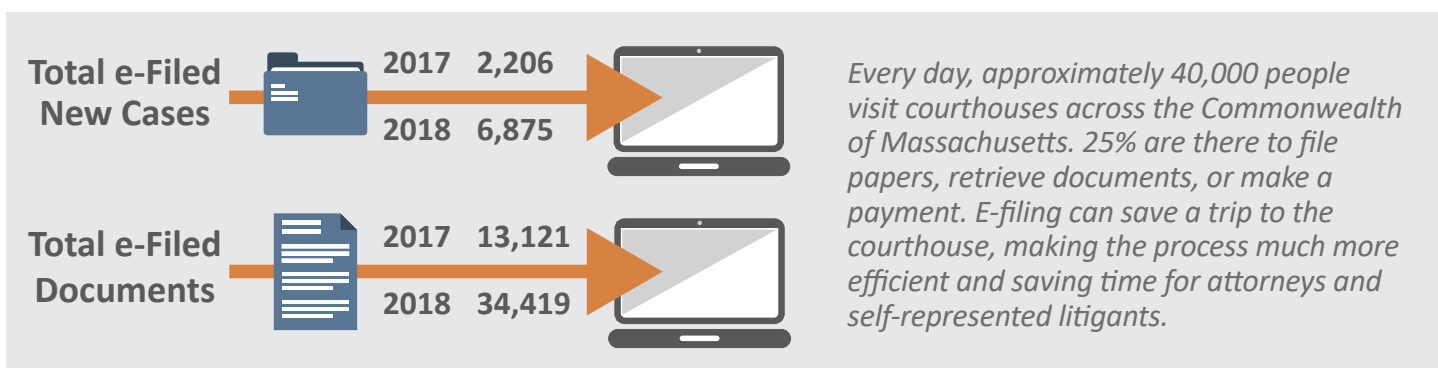 Total e-Filed
New Cases
2017 2,206
2018 6,875
Total e-Filed
Documents
2017 13,121
2018 34,419
Every day, approximately 40,000 people
visit courthouses across the Commonwealth
of Massachusetts. 25% are there to file
papers, retrieve documents, or make a
payment. E-filing can save a trip to the
courthouse, making the process much more
efficient and saving time for attorneys and
self-represented litigants.